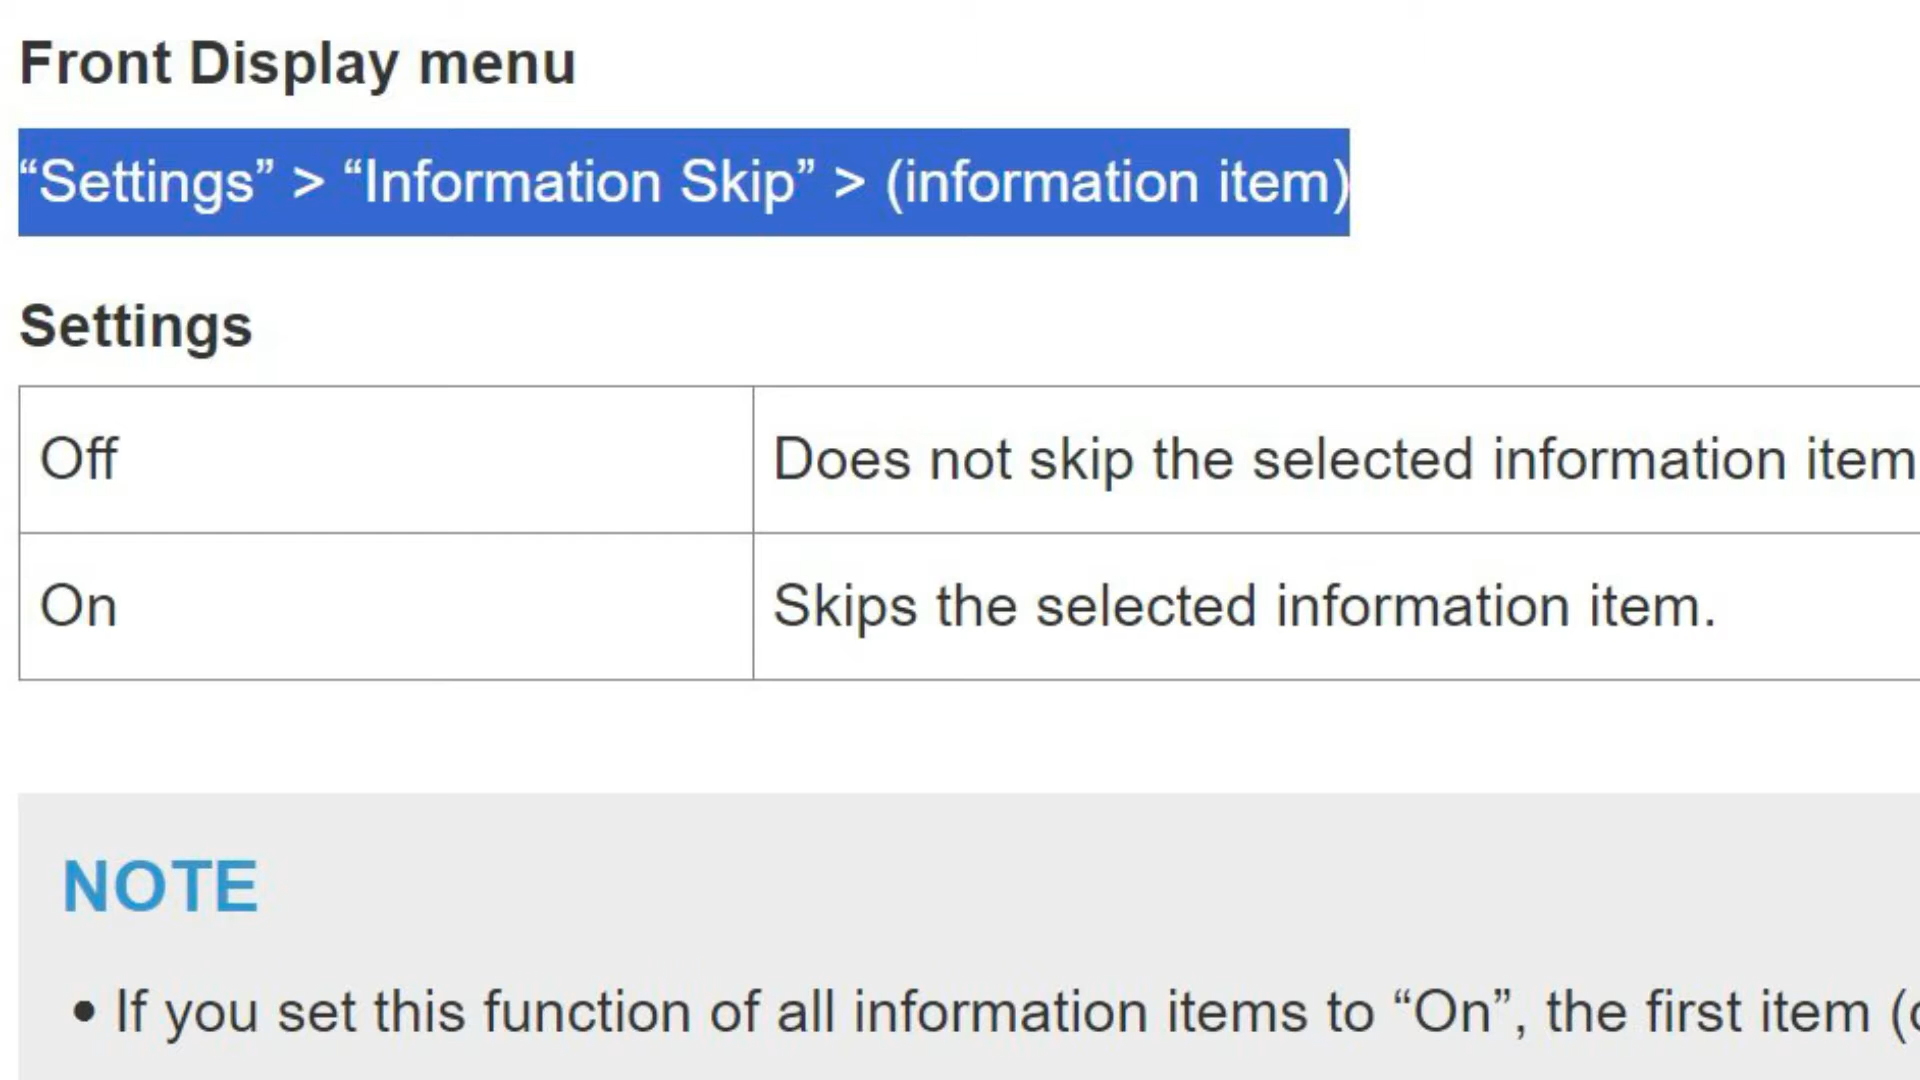 Front Display menu
“Settings” > “Information Skip” > (information item)
Settings
Off
Does not skip the selected information item
On
Skips the selected information item.
NOTE
• If you set this function of all information items to “On”, the first item (